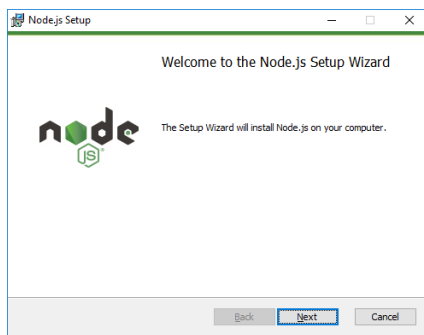 Node.js Setup
Welcome to the Node.js Setup Wizard
node
JS
The Setup Wizard will install Node.js on your computer.
Back Next Cancel